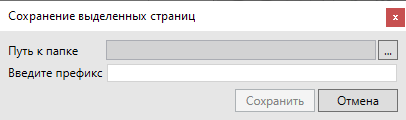 Сохранение выделенных страниц
x
Путь к папке
...
Введите префикс
Сохранить
Отмена